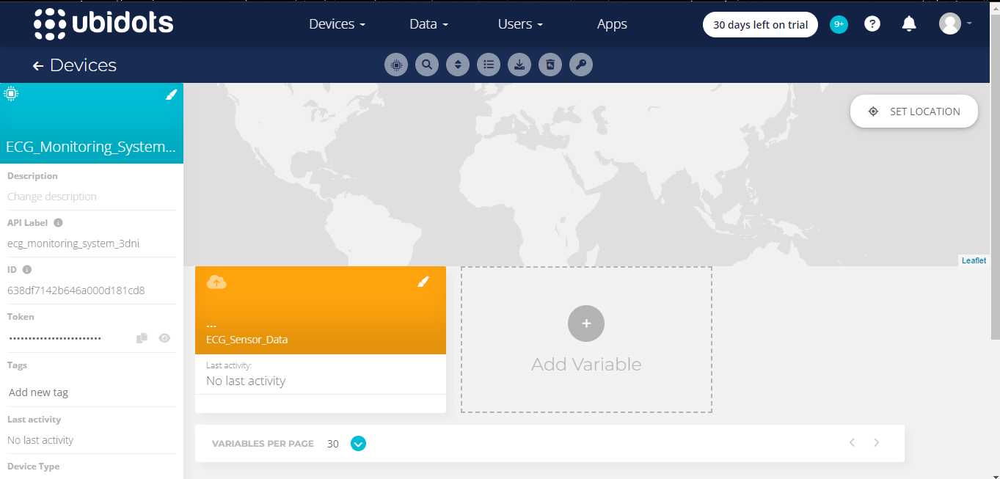 ubidots
Devices
Data
Users
Apps
30 days left on trial
9+
?
Devices
ECG_Monitoring_System...
Description
Change description
API Label
ecg_monitoring_system_3dni
ID
638df7142b646a000d181cd8
Token
••••••••••••••••••••••••
Tags
Add new tag
Last activity
No last activity
Device Type
SET LOCATION
Leaflet
...
ECG_Sensor_Data
Last activity:
No last activity
Add Variable
VARIABLES PER PAGE 30